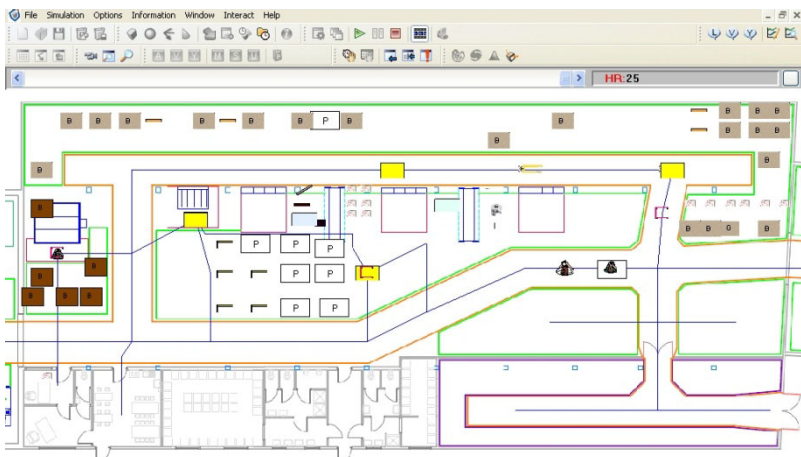 File Simulation Options Information Window Interact Help
HR:25
B B B B B B P B B B B B
B B B
B
B B
B
B B G B
P P P
B
B P P P
B
B B B P P